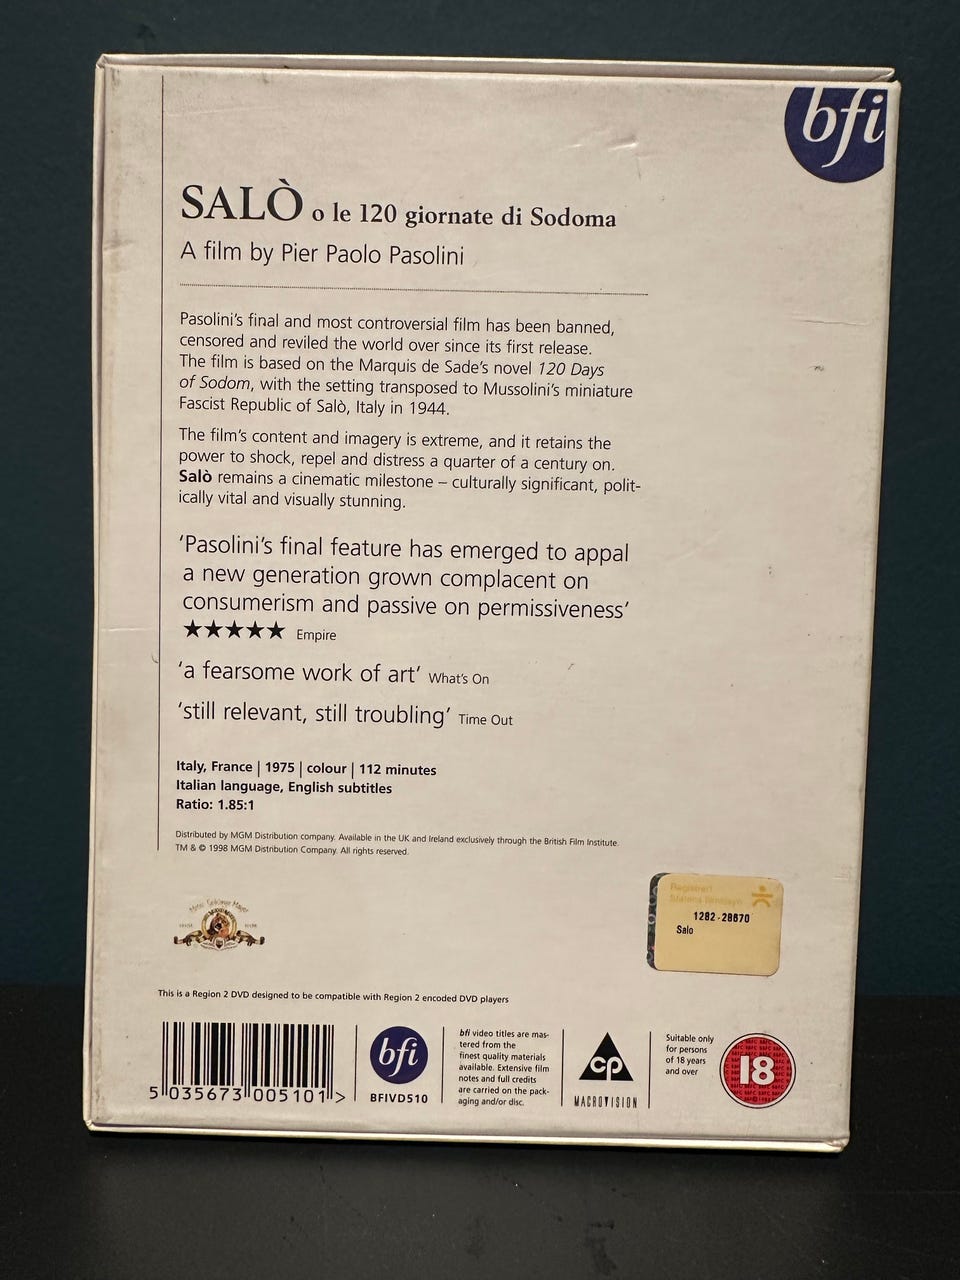 bfi
SALÒ o le 120 giornate di Sodoma
A film by Pier Paolo Pasolini
Pasolini's final and most controversial film has been banned,
censored and reviled the world over since its first release.
The film is based on the Marquis de Sade's novel 120 Days
of Sodom, with the setting transposed to Mussolini's miniature
Fascist Republic of Salò, Italy in 1944.
The film's content and imagery is extreme, and it retains the
power to shock, repel and distress a quarter of a century on.
Salò remains a cinematic milestone – culturally significant, polit-
ically vital and visually stunning.
'Pasolini's final feature has emerged to appal
a new generation grown complacent on
consumerism and passive on permissiveness'
★★★★★ Empire
'a fearsome work of art' What's On
'still relevant, still troubling' Time Out
Italy, France | 1975 | colour | 112 minutes
Italian language, English subtitles
Ratio: 1.85:1
Distributed by MGM Distribution company. Available in the UK and Ireland exclusively through the British Film Institute.
TM & © 1998 MGM Distribution Company. All rights reserved.
Metro Goldwyn Mayer
Registrert
Statens filmtilsyn
1282-28670
Salo
This is a Region 2 DVD designed to be compatible with Region 2 encoded DVD players
5 035673 005101 >
bfi
BFIVD510
bfi video titles are mas-
tered from the
finest quality materials
available. Extensive film
notes and full credits
are carried on the pack-
aging and/or disc.
cp
MACROVISION
Suitable only
for persons
of 18 years
and over
18